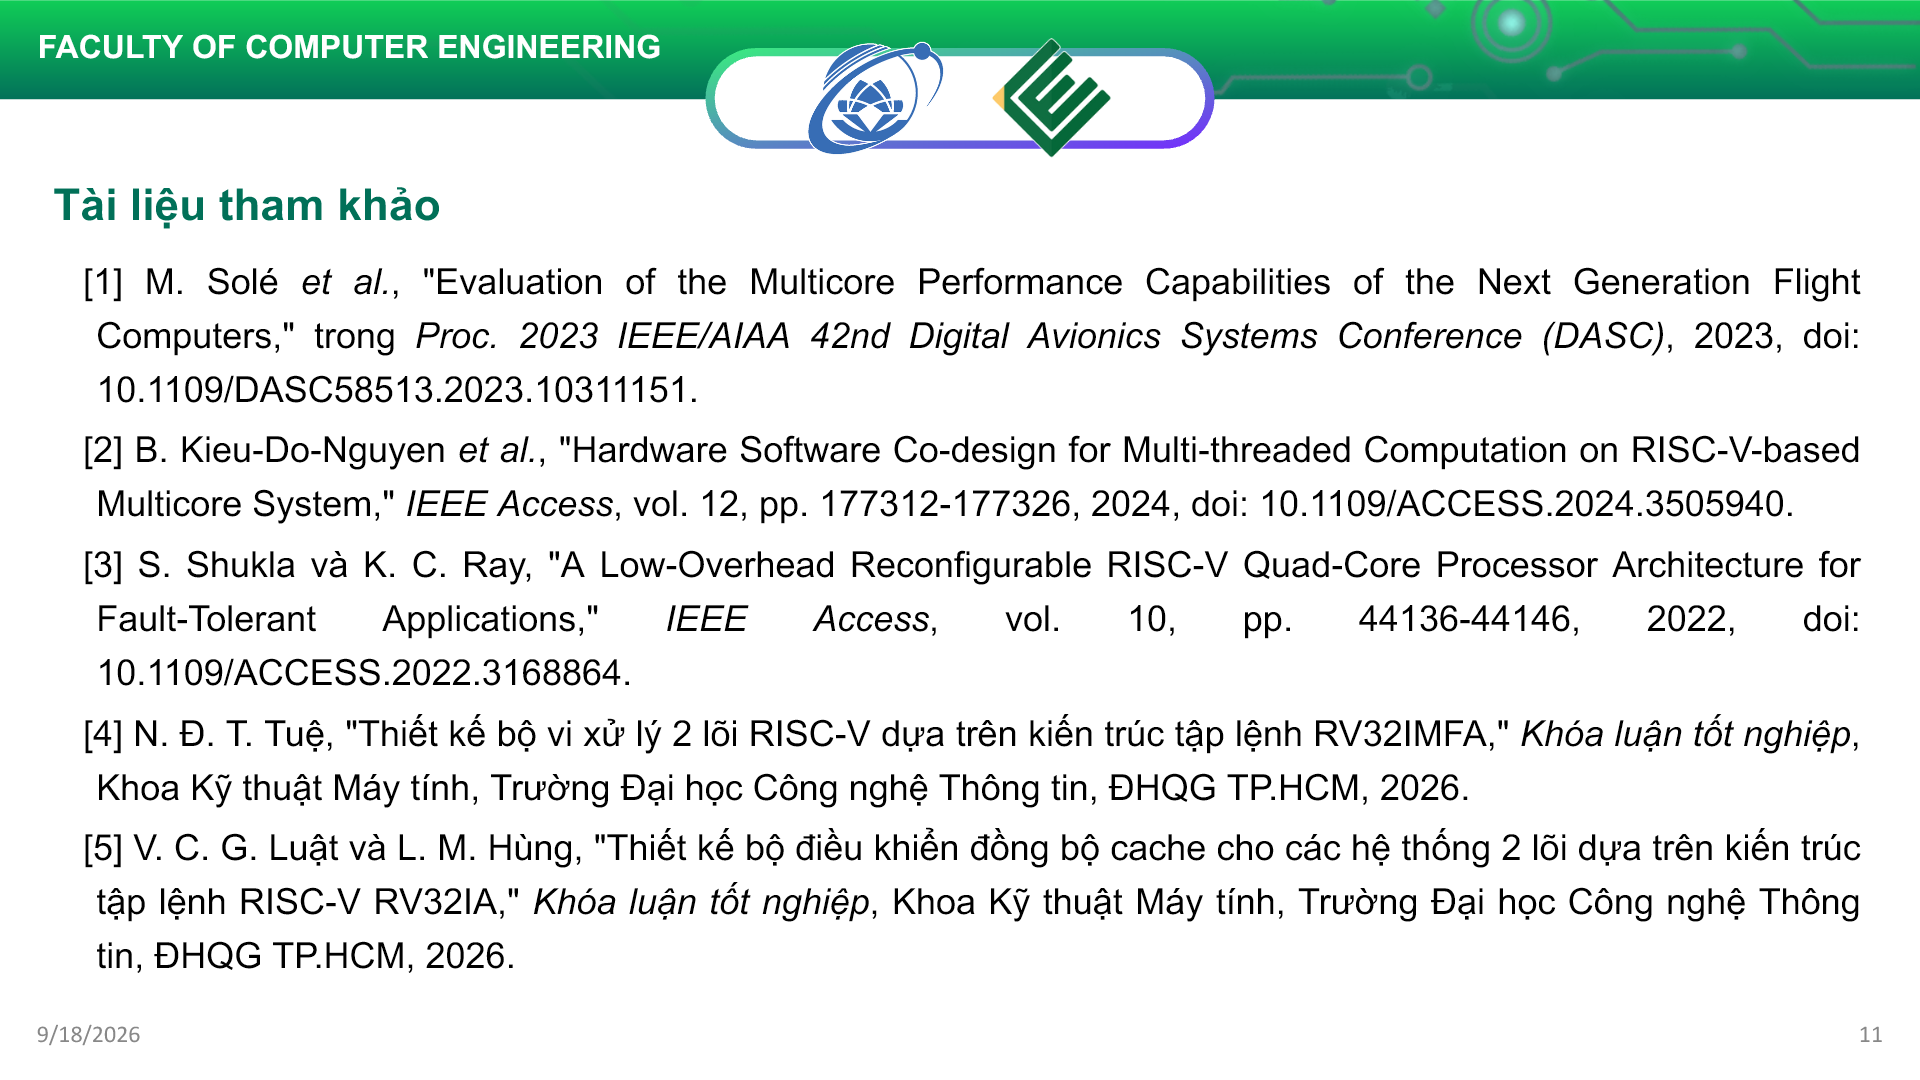 FACULTY OF COMPUTER ENGINEERING
Tài liệu tham khảo
[1] M. Solé et al., "Evaluation of the Multicore Performance Capabilities of the Next Generation Flight
Computers," trong Proc. 2023 IEEE/AIAA 42nd Digital Avionics Systems Conference (DASC), 2023, doi:
10.1109/DASC58513.2023.10311151.
[2] B. Kieu-Do-Nguyen et al., "Hardware Software Co-design for Multi-threaded Computation on RISC-V-based
Multicore System," IEEE Access, vol. 12, pp. 177312-177326, 2024, doi: 10.1109/ACCESS.2024.3505940.
[3] S. Shukla và K. C. Ray, "A Low-Overhead Reconfigurable RISC-V Quad-Core Processor Architecture for
Fault-Tolerant Applications," IEEE Access, vol. 10, pp. 44136-44146, 2022, doi:
10.1109/ACCESS.2022.3168864.
[4] N. Đ. T. Tuệ, "Thiết kế bộ vi xử lý 2 lõi RISC-V dựa trên kiến trúc tập lệnh RV32IMFA," Khóa luận tốt nghiệp,
Khoa Kỹ thuật Máy tính, Trường Đại học Công nghệ Thông tin, ĐHQG TP.HCM, 2026.
[5] V. C. G. Luật và L. M. Hùng, "Thiết kế bộ điều khiển đồng bộ cache cho các hệ thống 2 lõi dựa trên kiến trúc
tập lệnh RISC-V RV32IA," Khóa luận tốt nghiệp, Khoa Kỹ thuật Máy tính, Trường Đại học Công nghệ Thông
tin, ĐHQG TP.HCM, 2026.
9/18/2026
11